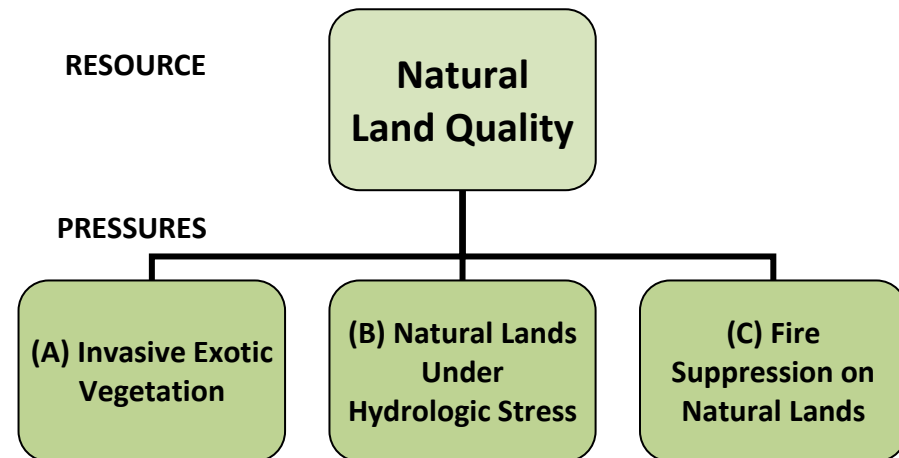 RESOURCE
Natural
Land Quality
PRESSURES
(A) Invasive Exotic
Vegetation
(B) Natural Lands
Under
Hydrologic Stress
(C) Fire
Suppression on
Natural Lands